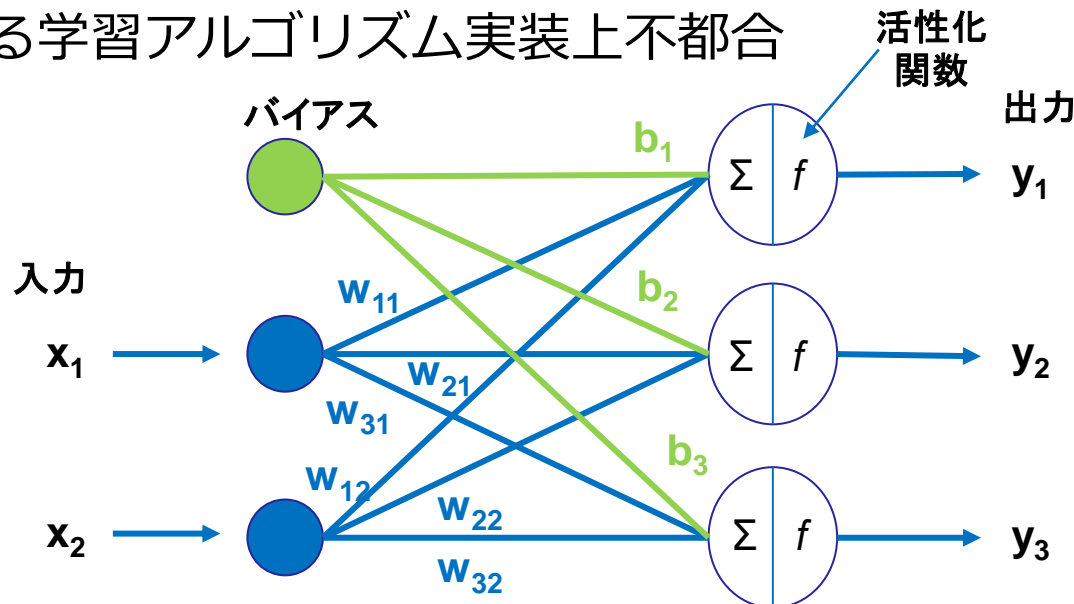 る学習アルゴリズム実装上不都合
活性化
関数
バイアス
出力
b1
Σ f
y1
入力
w11
b2
x1
Σ f
y2
w21
w31
b3
w12
w22
x2
Σ f
y3
w32